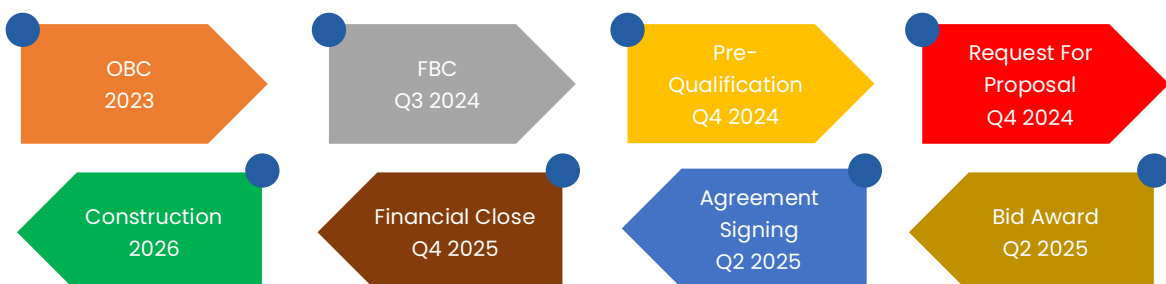 OBC
2023
FBC
Q3 2024
Pre-
Qualification
Q4 2024
Request For
Proposal
Q4 2024
Bid Award
Q2 2025
Agreement
Signing
Q2 2025
Financial Close
Q4 2025
Construction
2026